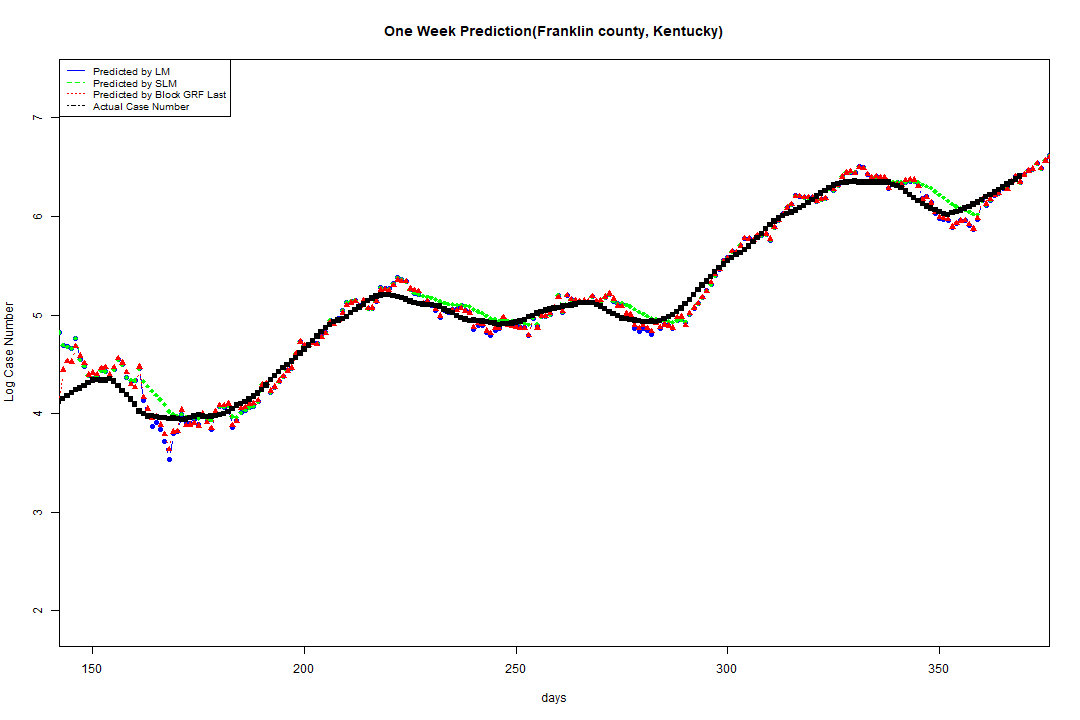 One Week Prediction(Franklin county, Kentucky)
Predicted by LM
Predicted by SLM
Predicted by Block GRF Last
Actual Case Number
7
6
5
4
3
2
Log Case Number
150 200 250 300 350
days